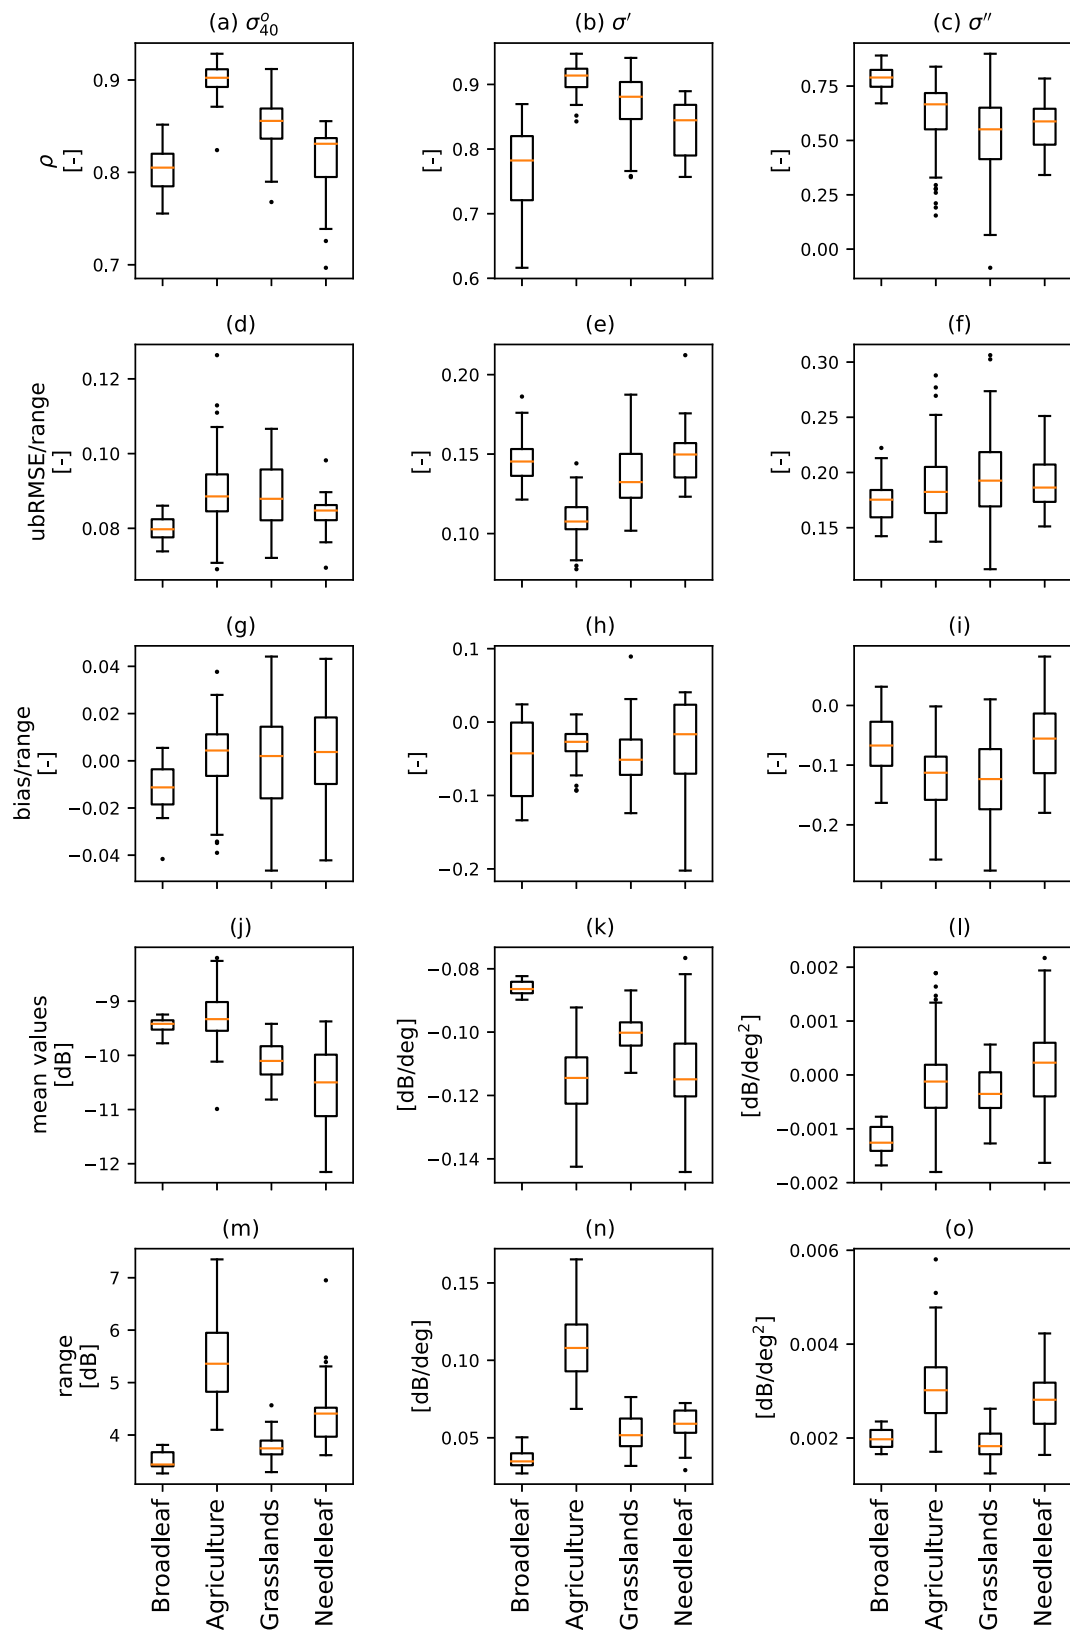 (a) σ°₄₀ (b) σ′ (c) σ′′
ρ
[-]
0.9
0.8
0.7
[-]
0.9
0.8
0.7
0.6
[-]
0.75
0.50
0.25
0.00
(d) (e) (f)
ubRMSE/range
[-]
0.12
0.10
0.08
[-]
0.20
0.15
0.10
[-]
0.30
0.25
0.20
0.15
(g) (h) (i)
bias/range
[-]
0.04
0.02
0.00
−0.02
−0.04
[-]
0.1
0.0
−0.1
−0.2
[-]
0.0
−0.1
−0.2
(j) (k) (l)
mean values
[dB]
−9
−10
−11
−12
[dB/deg]
−0.08
−0.10
−0.12
−0.14
[dB/deg²]
0.002
0.001
0.000
−0.001
−0.002
(m) (n) (o)
range
[dB]
7
6
5
4
[dB/deg]
0.15
0.10
0.05
[dB/deg²]
0.006
0.004
0.002
Broadleaf
Agriculture
Grasslands
Needleleaf
Broadleaf
Agriculture
Grasslands
Needleleaf
Broadleaf
Agriculture
Grasslands
Needleleaf